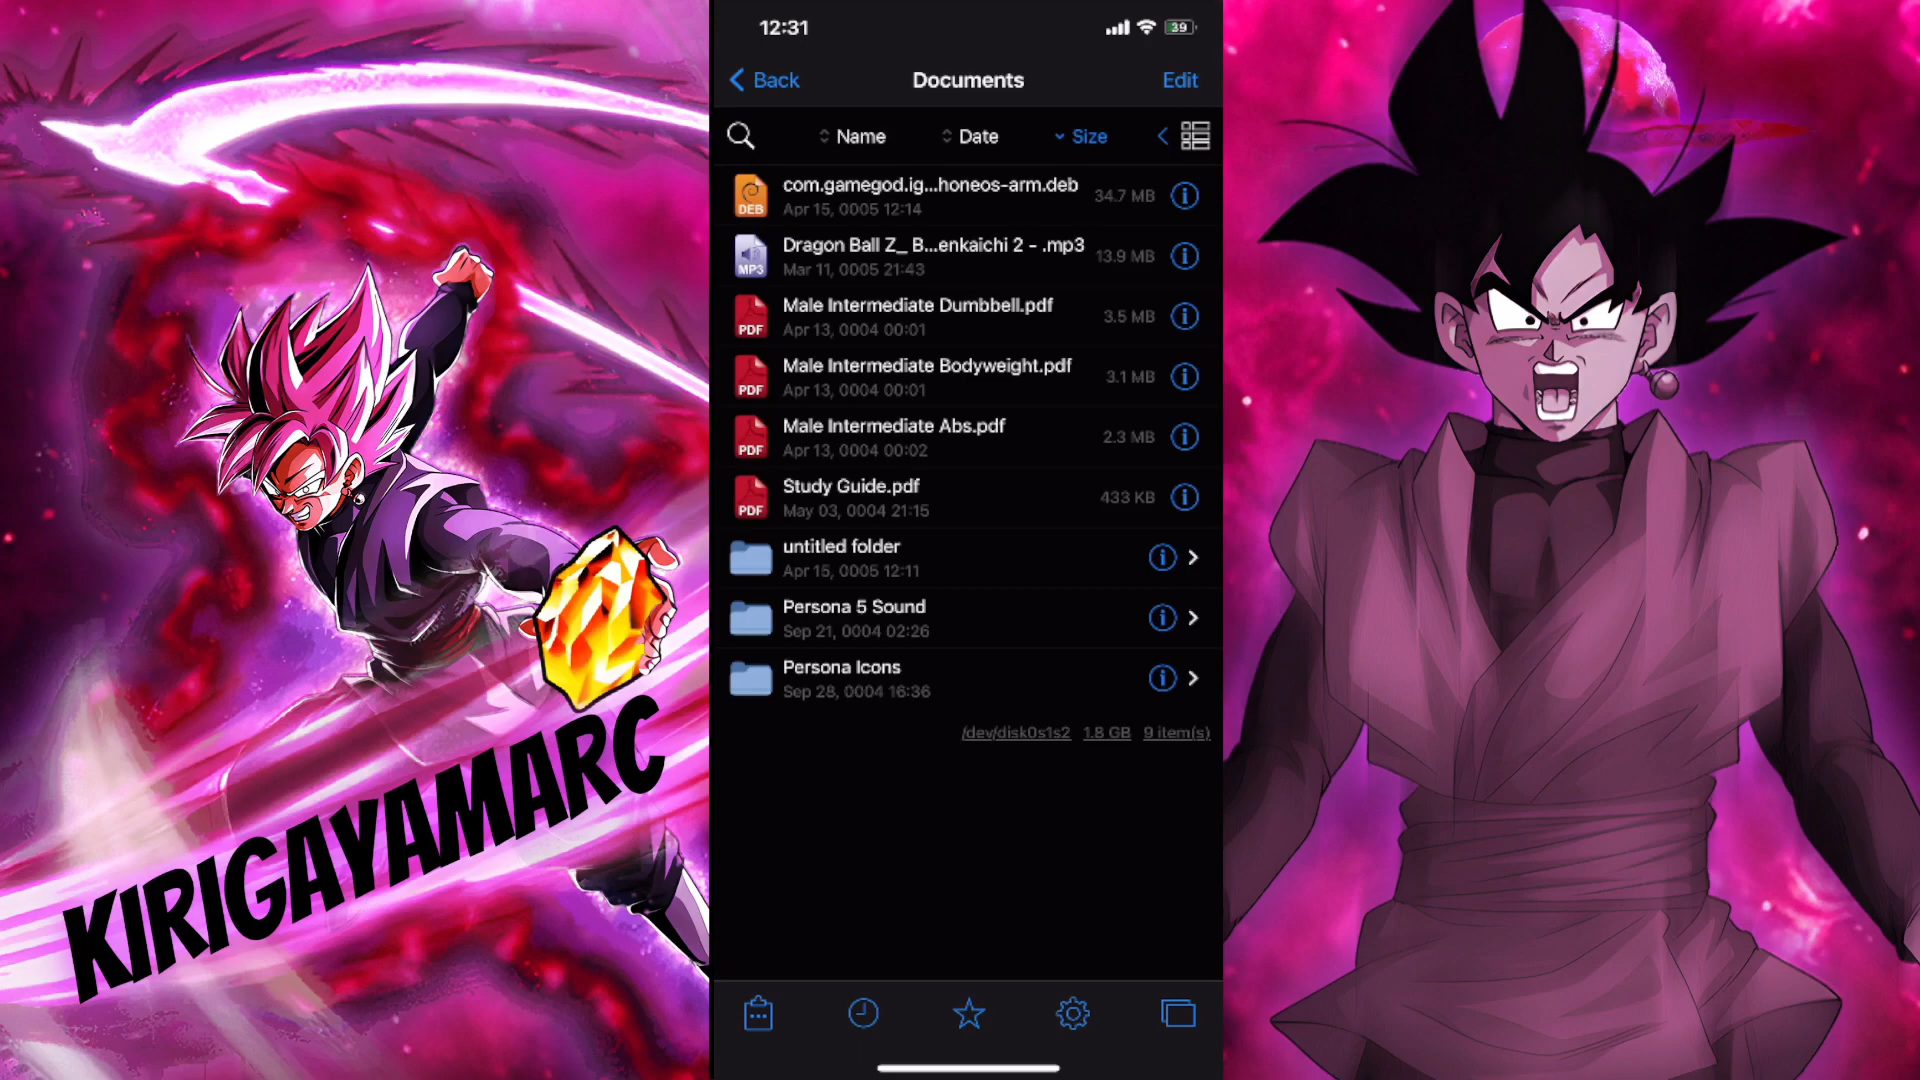 12:31
39
Back
Documents
Edit
Name
Date
Size
DEB
com.gamegod.ig...honeos-arm.deb
34.7 MB
Apr 15, 0005 12:14
MP3
Dragon Ball Z_ B...enkaichi 2 - .mp3
13.9 MB
Mar 11, 0005 21:43
PDF
Male Intermediate Dumbbell.pdf
3.5 MB
Apr 13, 0004 00:01
PDF
Male Intermediate Bodyweight.pdf
3.1 MB
Apr 13, 0004 00:01
PDF
Male Intermediate Abs.pdf
2.3 MB
Apr 13, 0004 00:02
PDF
Study Guide.pdf
433 KB
May 03, 0004 21:15
untitled folder
Apr 15, 0005 12:11
Persona 5 Sound
Sep 21, 0004 02:26
Persona Icons
Sep 28, 0004 16:36
/dev/disk0s1s2 1.8 GB 9 item(s)
KIRIGAYAMARC